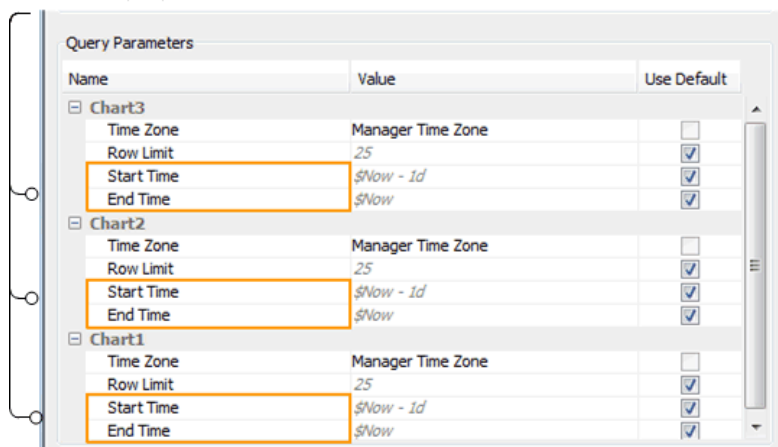 Query Parameters
Name Value Use Default
Chart3
Time Zone Manager Time Zone
Row Limit 25
Start Time $Now - 1d
End Time $Now
Chart2
Time Zone Manager Time Zone
Row Limit 25
Start Time $Now - 1d
End Time $Now
Chart1
Time Zone Manager Time Zone
Row Limit 25
Start Time $Now - 1d
End Time $Now